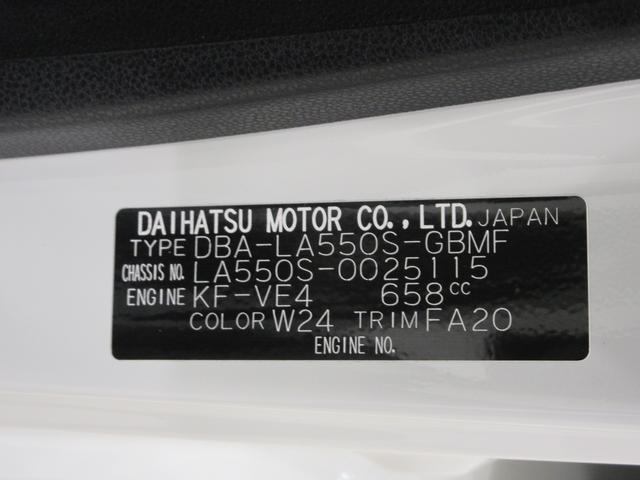 DAIHATSU MOTOR CO., LTD. JAPAN
TYPE DBA-LA550S-GBMF
CHASSIS NO. LA550S-0025115
ENGINE KF-VE4 658cc
COLOR W24 TRIM FA20
ENGINE NO.